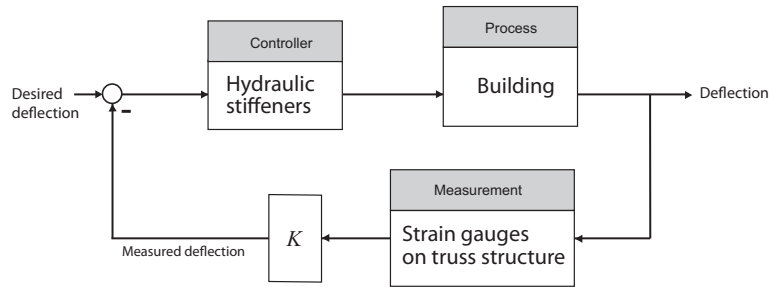 Controller
Process
Hydraulic
stiffeners
Building
Desired
deflection
-
Deflection
Measurement
Strain gauges
on truss structure
K
Measured deflection